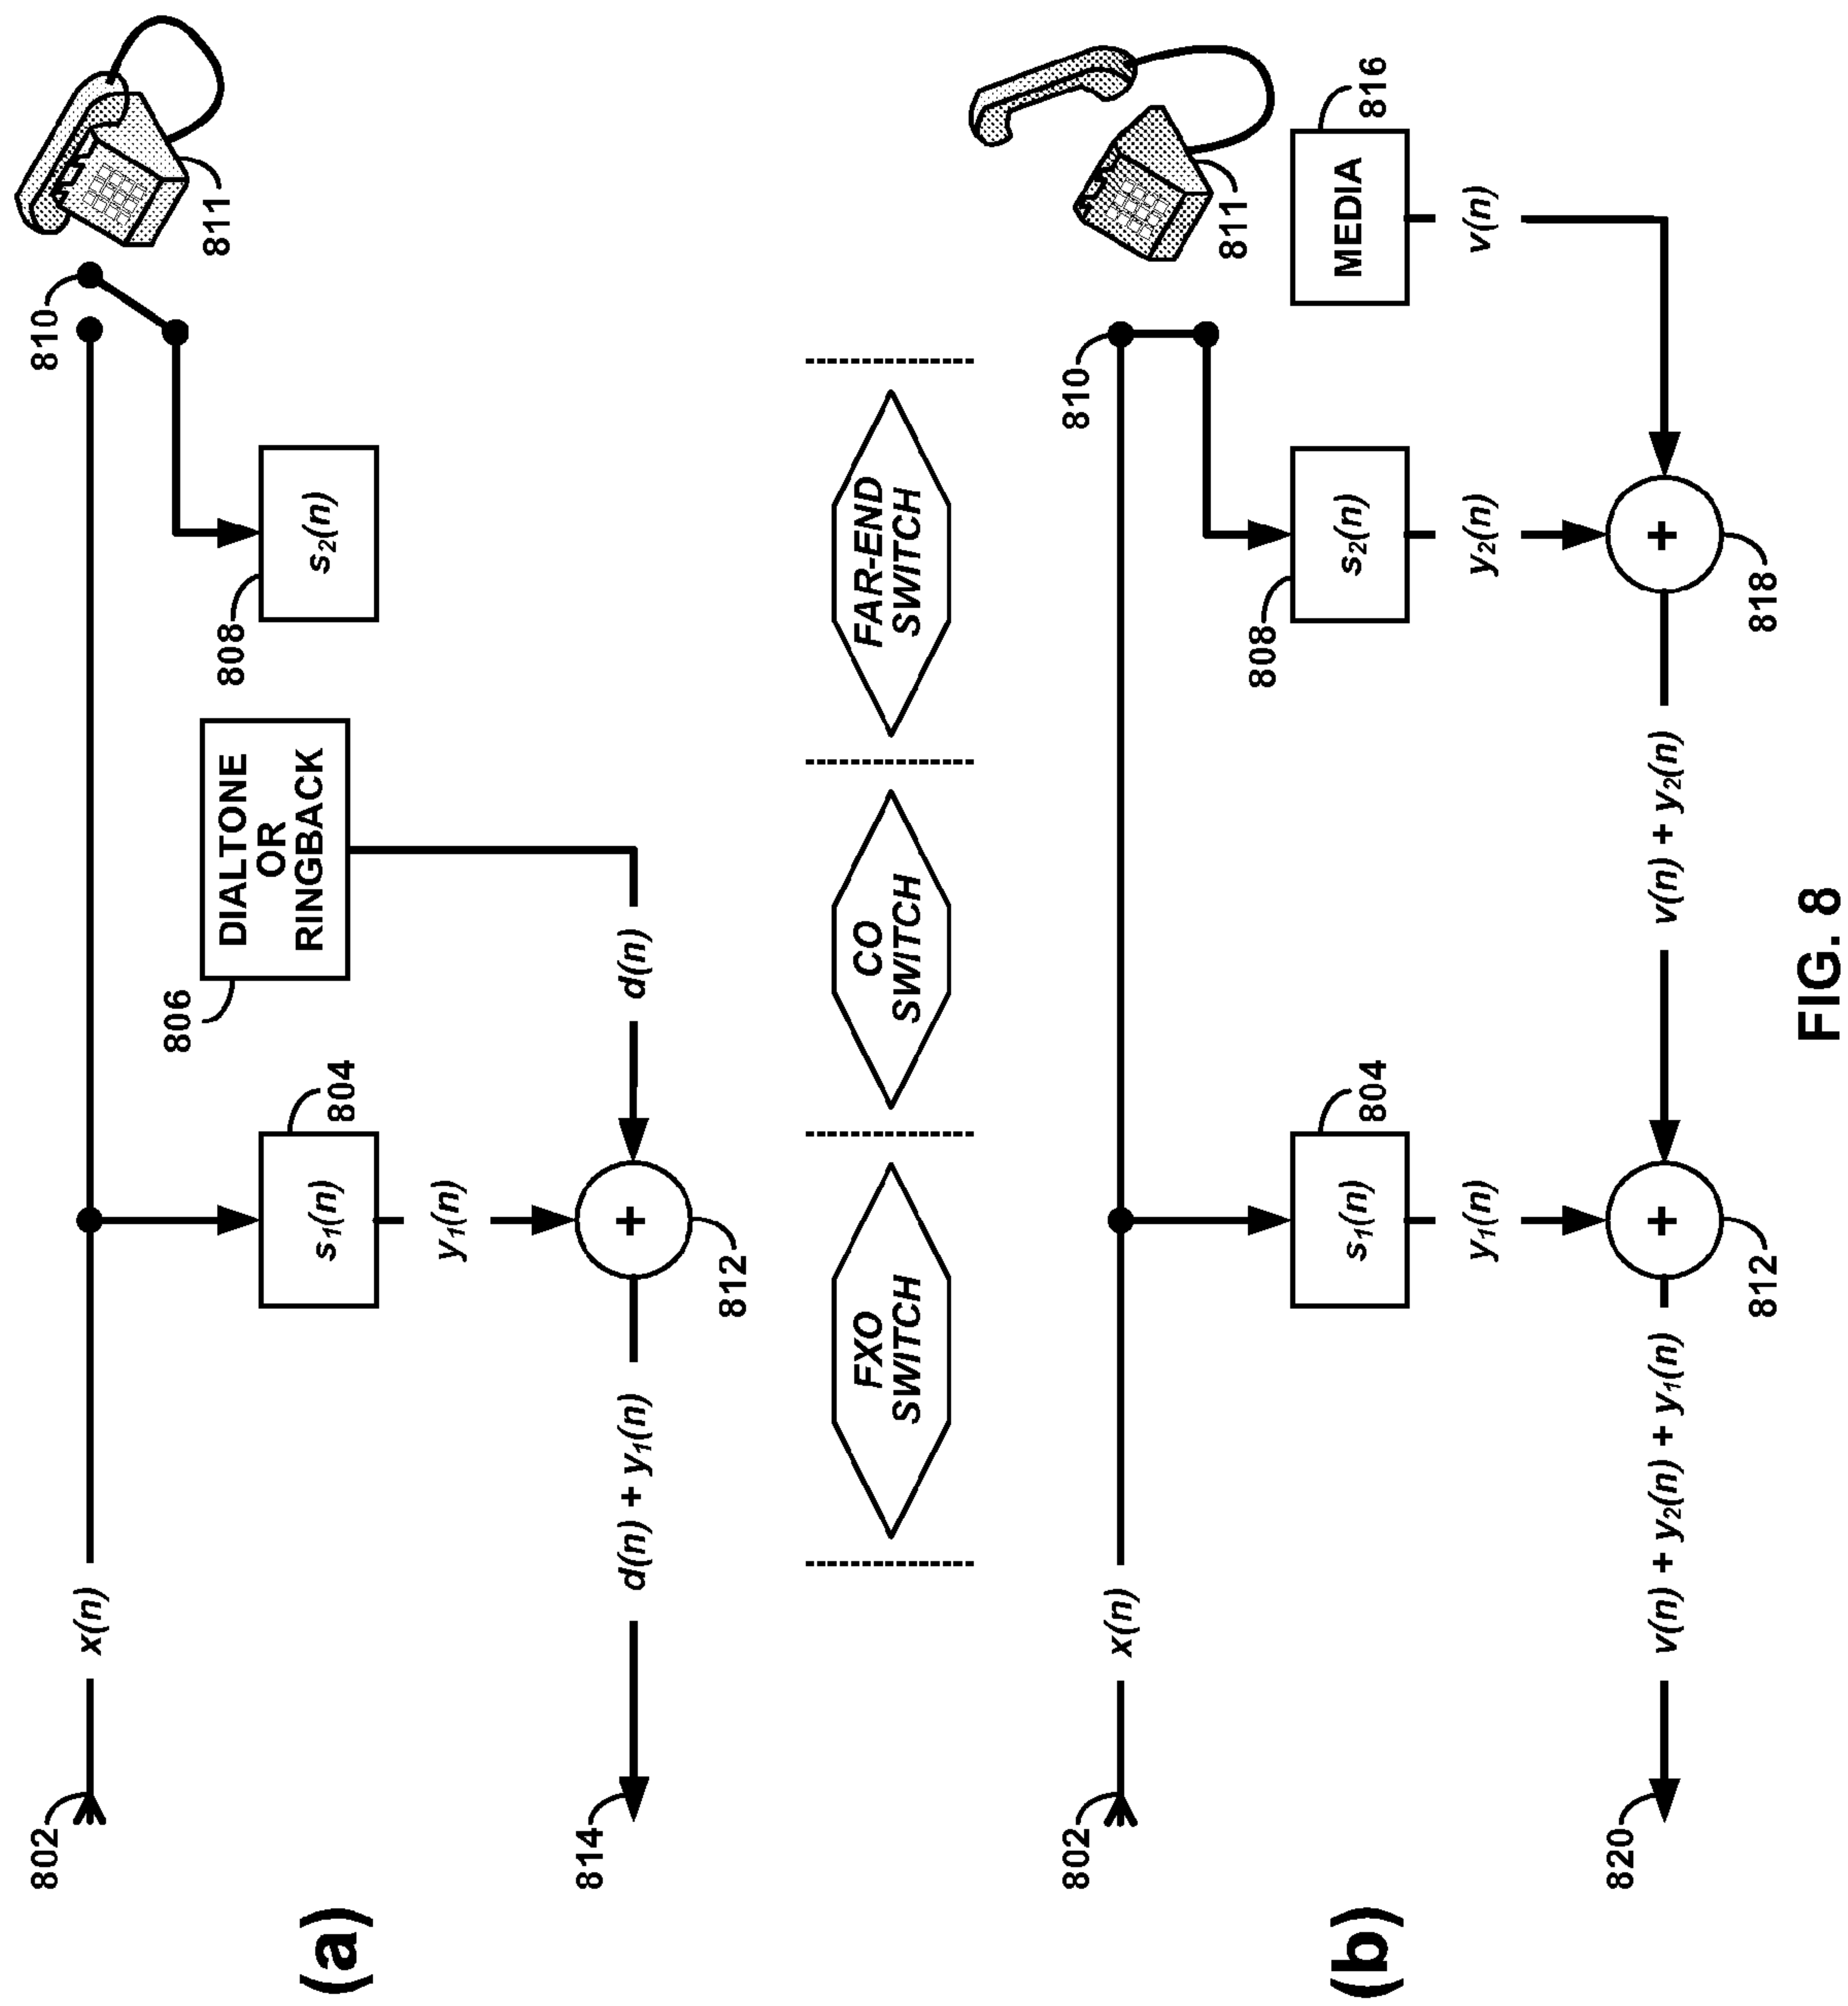 (a)
802
x(n)
810
811
804
s1(n)
y1(n)
806
DIALTONE
OR
RINGBACK
808
s2(n)
d(n)
812
d(n) + y1(n)
814
FXO
SWITCH
CO
SWITCH
FAR-END
SWITCH
(b)
802
x(n)
810
811
804
s1(n)
y1(n)
808
s2(n)
y2(n)
816
MEDIA
v(n)
818
v(n) + y2(n)
812
v(n) + y2(n) + y1(n)
820
+
+
+
FIG. 8